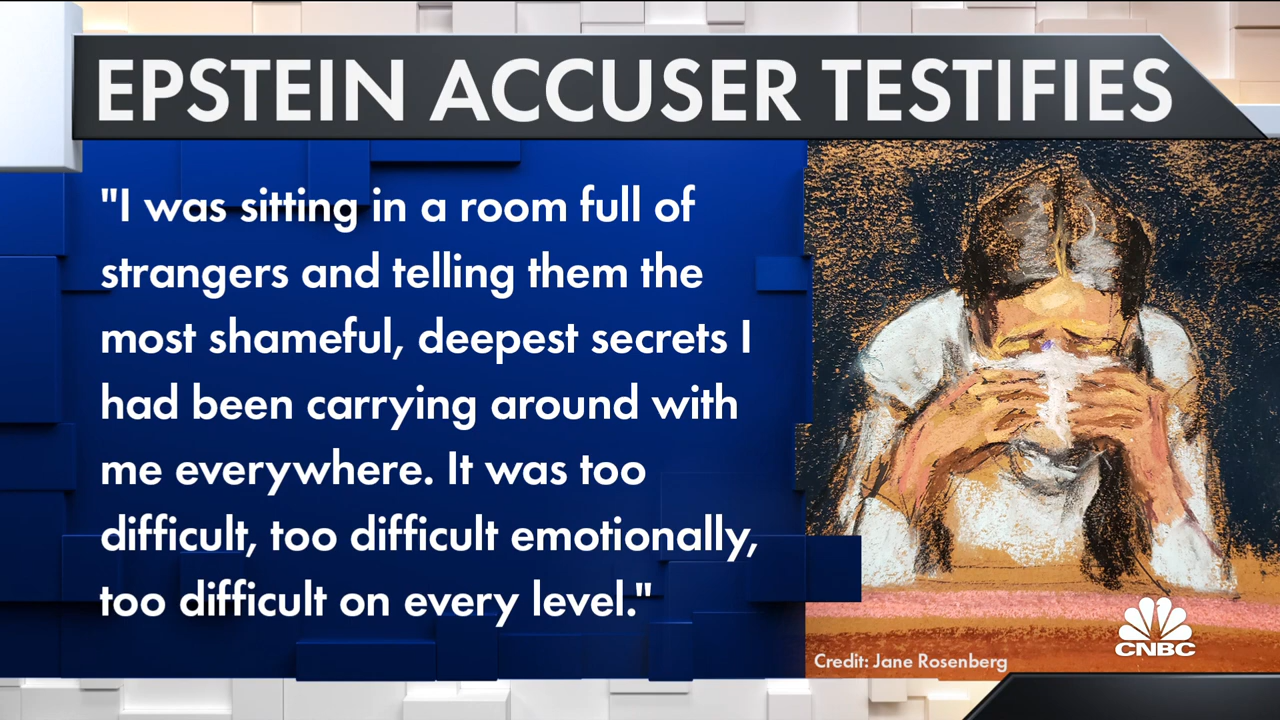 EPSTEIN ACCUSER TESTIFIES
"I was sitting in a room full of
strangers and telling them the
most shameful, deepest secrets I
had been carrying around with
me everywhere. It was too
difficult, too difficult emotionally,
too difficult on every level."
Credit: Jane Rosenberg
CNBC